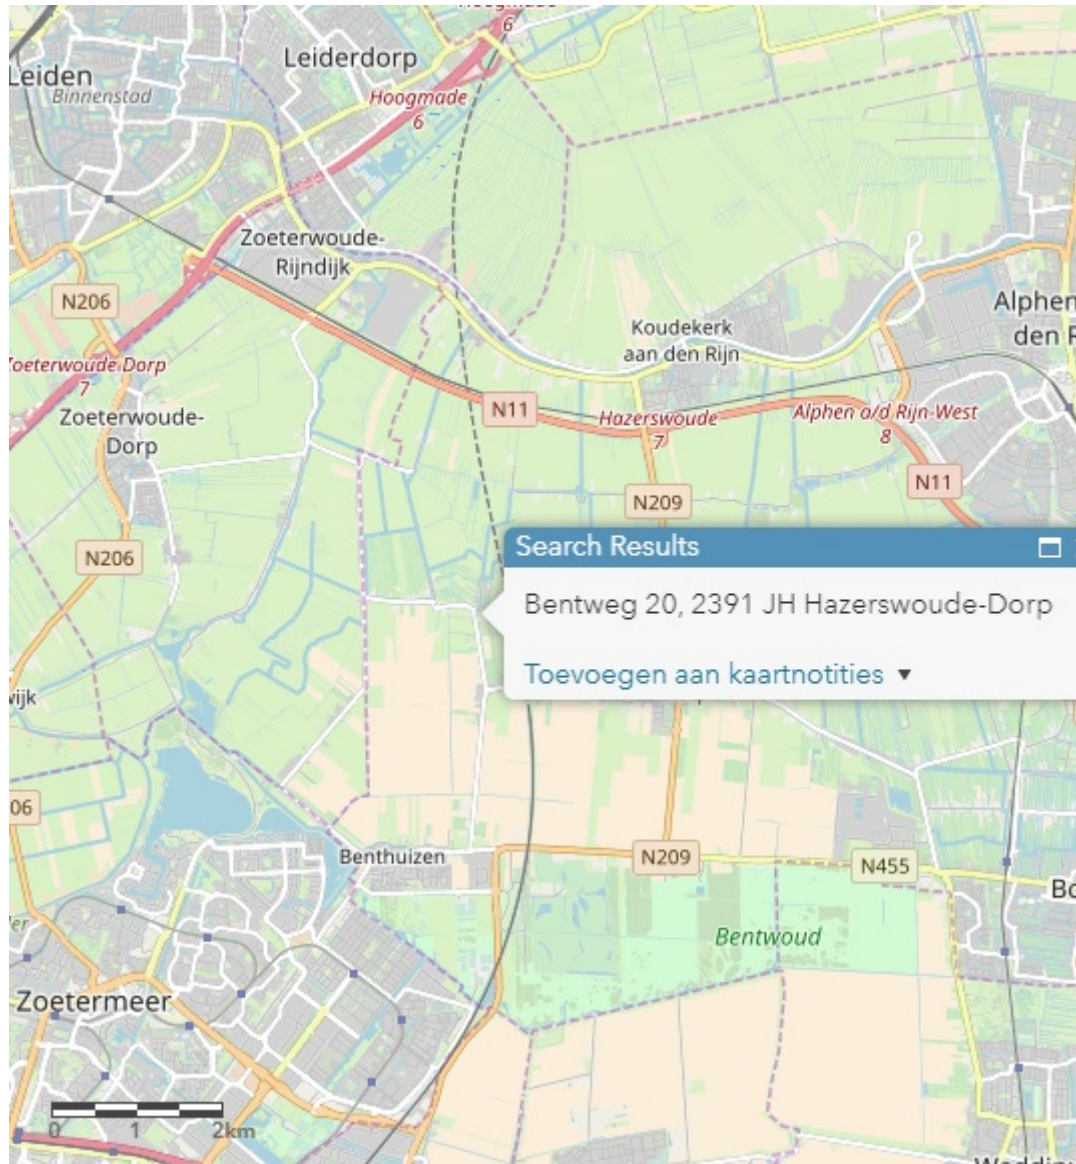 Hoogmade
6
Leiderdorp
Leiden
Binnenstad
Hoogmade
6
Zoeterwoude-
Rijndijk
N206
Koudekerk
aan den Rijn
Alphen
den R
Zoeterwoude Dorp
7
N11
Hazerswoude
7
Alphen a/d Rijn-West
8
Zoeterwoude-
Dorp
N11
N209
N206
Search Results
Bentweg 20, 2391 JH Hazerswoude-Dorp
Toevoegen aan kaartnotities
wijk
06
Benthuizen
N209
N455
Bo
Bentwoud
Zoetermeer
0 1 2km